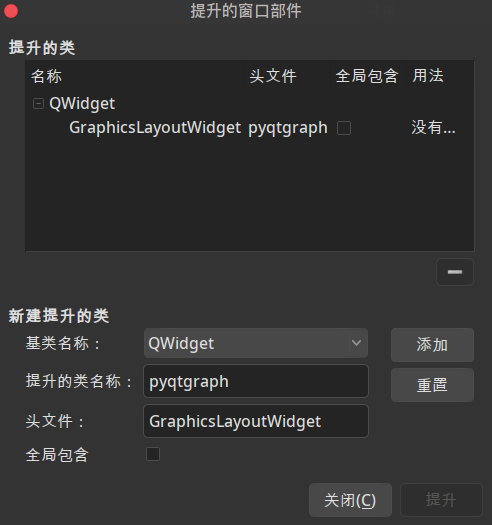 提升的窗口部件
提升的类
名称 头文件 全局包含 用法
QWidget
GraphicsLayoutWidget pyqtgraph 没有...
新建提升的类
基类名称： QWidget 添加
提升的类名称： pyqtgraph 重置
头文件： GraphicsLayoutWidget
全局包含
关闭(C) 提升